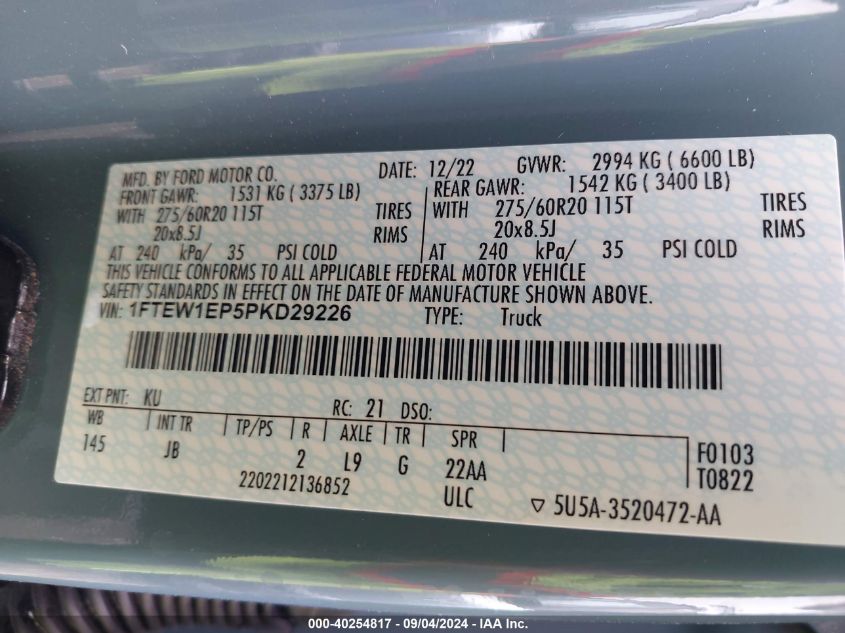 MFD. BY FORD MOTOR CO. DATE: 12/22 GVWR: 2994 KG ( 6600 LB)
FRONT GAWR: 1531 KG ( 3375 LB) REAR GAWR: 1542 KG ( 3400 LB)
WITH 275/60R20 115T TIRES WITH 275/60R20 115T TIRES
20x8.5J RIMS 20x8.5J RIMS
AT 240 kPa/ 35 PSI COLD AT 240 kPa/ 35 PSI COLD
THIS VEHICLE CONFORMS TO ALL APPLICABLE FEDERAL MOTOR VEHICLE
SAFETY STANDARDS IN EFFECT ON THE DATE OF MANUFACTURE SHOWN ABOVE.
VIN: 1FTEW1EP5PKD29226 TYPE: Truck
EXT PNT: KU RC: 21 DSO:
WB INT TR TP/PS R AXLE TR SPR
145 JB 2 L9 G 22AA F0103
2202212136852 ULC T0822
▽ 5U5A-3520472-AA
000-40254817 - 09/04/2024 - IAA Inc.